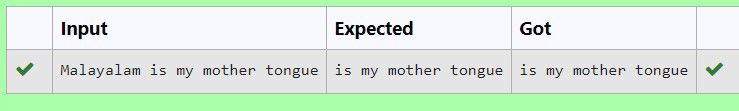 Input Expected Got
Malayalam is my mother tongue is my mother tongue is my mother tongue